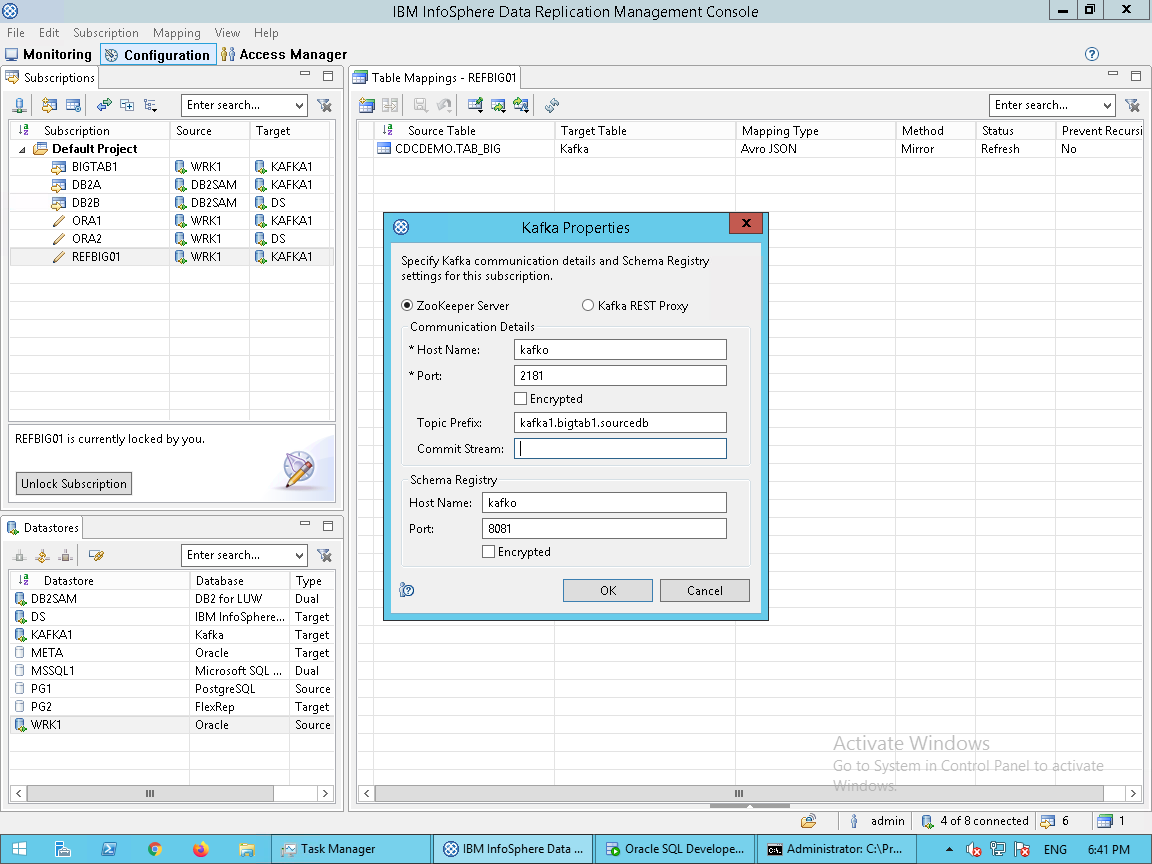 IBM InfoSphere Data Replication Management Console
File Edit Subscription Mapping View Help
Monitoring Configuration Access Manager
Subscriptions
Enter search...
Subscription Source Target
Default Project
BIGTAB1 WRK1 KAFKA1
DB2A DB2SAM KAFKA1
DB2B DB2SAM DS
ORA1 WRK1 KAFKA1
ORA2 WRK1 DS
REFBIG01 WRK1 KAFKA1
REFBIG01 is currently locked by you.
Unlock Subscription
Datastores
Enter search...
Datastore Database Type
DB2SAM DB2 for LUW Dual
DS IBM InfoSphere... Target
KAFKA1 Kafka Target
META Oracle Target
MSSQL1 Microsoft SQL ... Dual
PG1 PostgreSQL Source
PG2 FlexRep Target
WRK1 Oracle Source
Table Mappings - REFBIG01
Enter search...
Source Table Target Table Mapping Type Method Status Prevent Recursi
CDCDEMO.TAB_BIG Kafka Avro JSON Mirror Refresh No
Kafka Properties
Specify Kafka communication details and Schema Registry
settings for this subscription.
ZooKeeper Server Kafka REST Proxy
Communication Details
* Host Name: kafko
* Port: 2181
Encrypted
Topic Prefix: kafka1.bigtab1.sourcedb
Commit Stream:
Schema Registry
Host Name: kafko
Port: 8081
Encrypted
OK Cancel
Activate Windows
Go to System in Control Panel to activate
Windows.
admin 4 of 8 connected 6 1
Task Manager IBM InfoSphere Data ... Oracle SQL Develope... Administrator: C:\Pr... ENG 6:41 PM